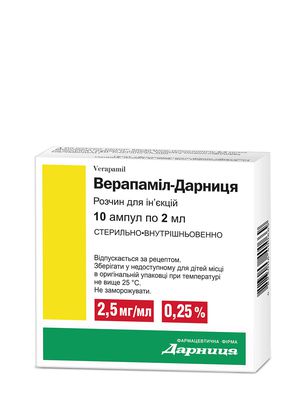 Verapamil
Верапаміл-Дарниця
Розчин для ін'єкцій
10 ампул по 2 мл
СТЕРИЛЬНО•ВНУТРІШНЬОВЕННО
Відпускається за рецептом.
Зберігати у недоступному для дітей місці
в оригінальній упаковці при температурі
не вище 25 °C.
Не заморожувати.
2,5 мг/мл 0,25%
ФАРМАЦЕВТИЧНА ФІРМА
Дарниця